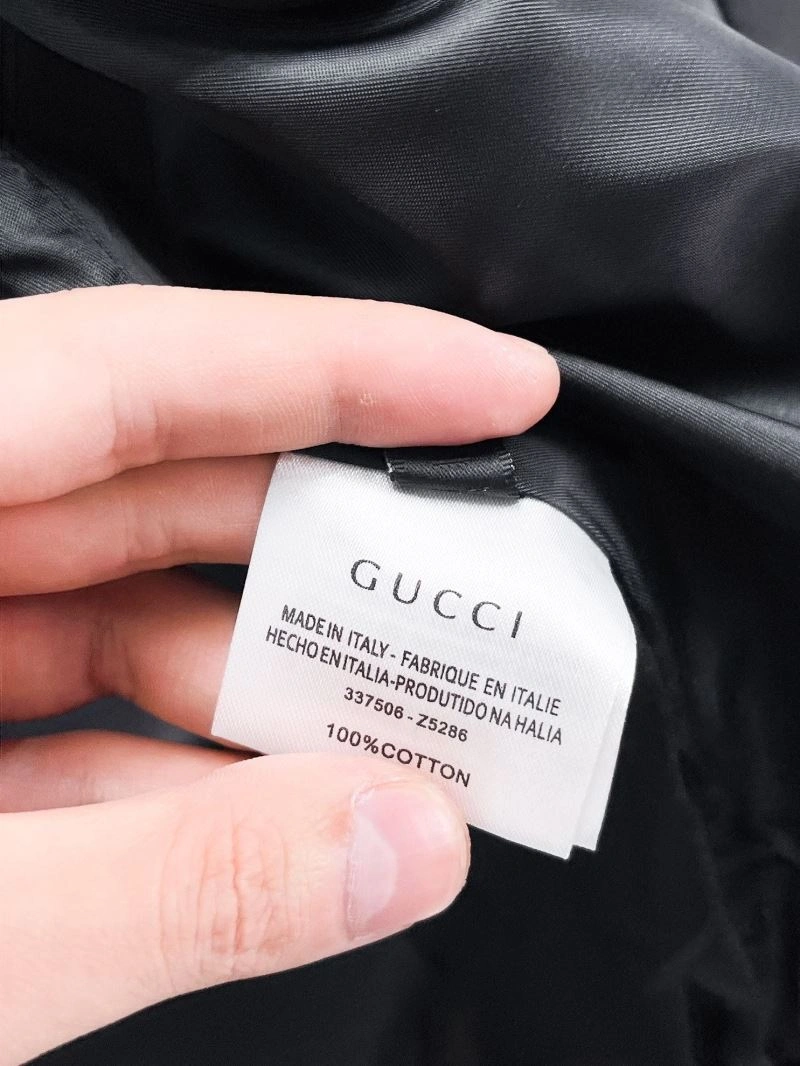 GUCCI
MADE IN ITALY - FABRIQUE EN ITALIE
HECHO EN ITALIA-PRODUTIDO NA HALIA
337506 - Z5286
100%COTTON